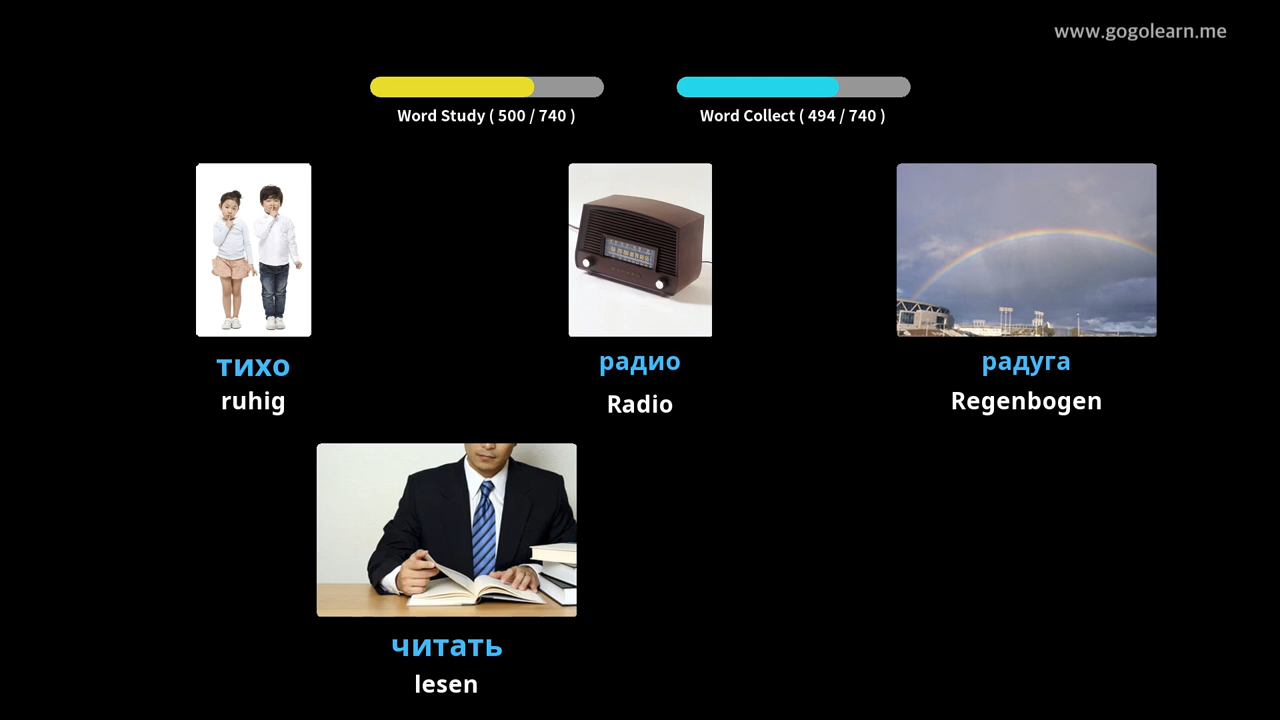 www.gogolearn.me
Word Study ( 500 / 740 )
Word Collect ( 494 / 740 )
тихо
ruhig
радио
Radio
радуга
Regenbogen
читать
lesen